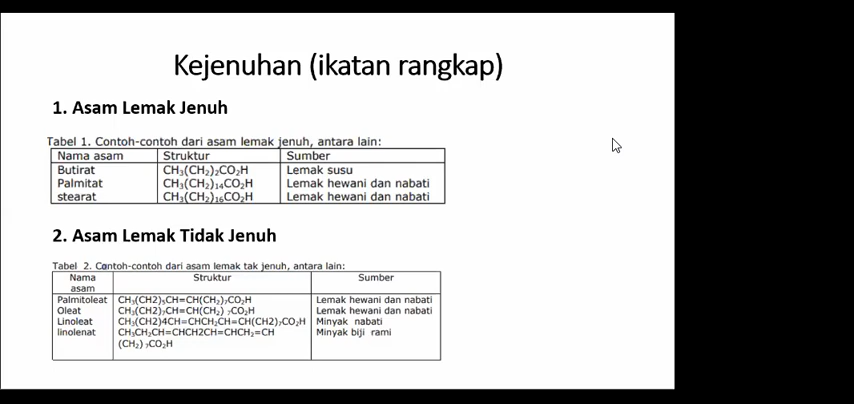 Kejenuhan (ikatan rangkap)
1. Asam Lemak Jenuh
Tabel 1. Contoh-contoh dari asam lemak jenuh, antara lain:
Nama asam Struktur Sumber
Butirat CH₃(CH₂)₂CO₂H Lemak susu
Palmitat CH₃(CH₂)₁₄CO₂H Lemak hewani dan nabati
stearat CH₃(CH₂)₁₆CO₂H Lemak hewani dan nabati
2. Asam Lemak Tidak Jenuh
Tabel 2. Contoh-contoh dari asam lemak tak jenuh, antara lain:
Nama asam Struktur Sumber
Palmitoleat CH₃(CH2)₅CH=CH(CH₂)₇CO₂H Lemak hewani dan nabati
Oleat CH₃(CH₂)₇CH=CH(CH₂) ₇CO₂H Lemak hewani dan nabati
Linoleat CH₃(CH2)4CH=CHCH₂CH=CH(CH2)₇CO₂H Minyak nabati
linolenat CH₃CH₂CH=CHCH2CH=CHCH₂=CH Minyak biji rami
(CH₂) ₇CO₂H